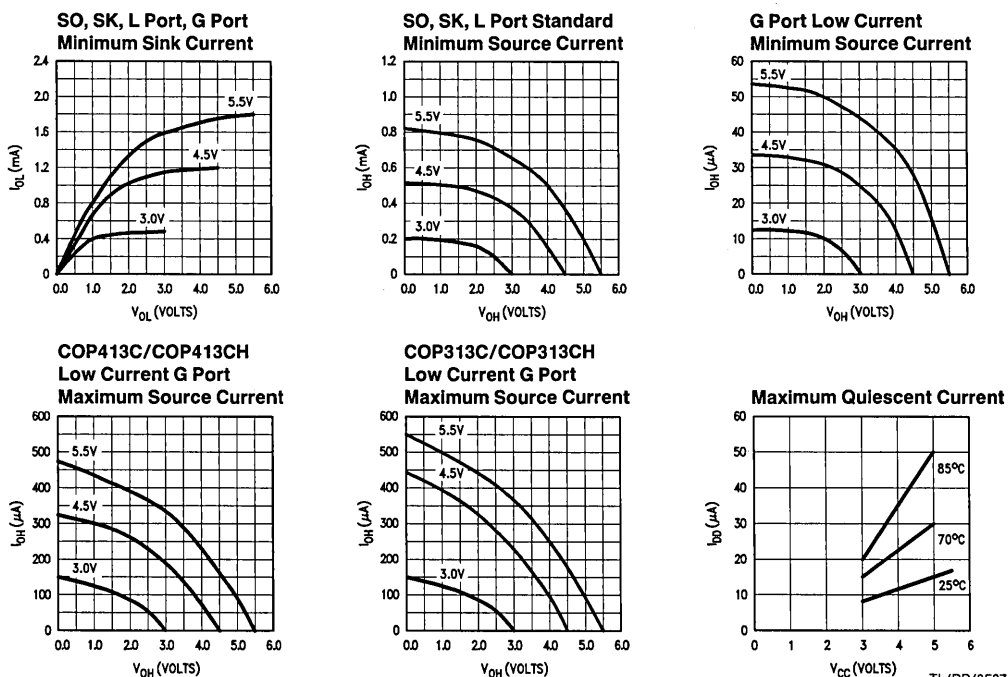 SO, SK, L Port, G Port
Minimum Sink Current
2.4
2.0
1.6
1.2
0.8
0.4
0
I_OL (mA)
5.5V
4.5V
3.0V
0.0 1.0 2.0 3.0 4.0 5.0 6.0
V_OL (VOLTS)
SO, SK, L Port Standard
Minimum Source Current
1.2
1.0
0.8
0.6
0.4
0.2
0
I_OH (mA)
5.5V
4.5V
3.0V
0.0 1.0 2.0 3.0 4.0 5.0 6.0
V_OH (VOLTS)
G Port Low Current
Minimum Source Current
60
50
40
30
20
10
0
I_OH (μA)
5.5V
4.5V
3.0V
0.0 1.0 2.0 3.0 4.0 5.0 6.0
V_OH (VOLTS)
COP413C/COP413CH
Low Current G Port
Maximum Source Current
600
500
400
300
200
100
0
I_OH (μA)
5.5V
4.5V
3.0V
0.0 1.0 2.0 3.0 4.0 5.0 6.0
V_OH (VOLTS)
COP313C/COP313CH
Low Current G Port
Maximum Source Current
600
500
400
300
200
100
0
I_OH (μA)
5.5V
4.5V
3.0V
0.0 1.0 2.0 3.0 4.0 5.0 6.0
V_OH (VOLTS)
Maximum Quiescent Current
60
50
40
30
20
10
0
I_DD (μA)
85°C
70°C
25°C
0 1 2 3 4 5 6
V_CC (VOLTS)